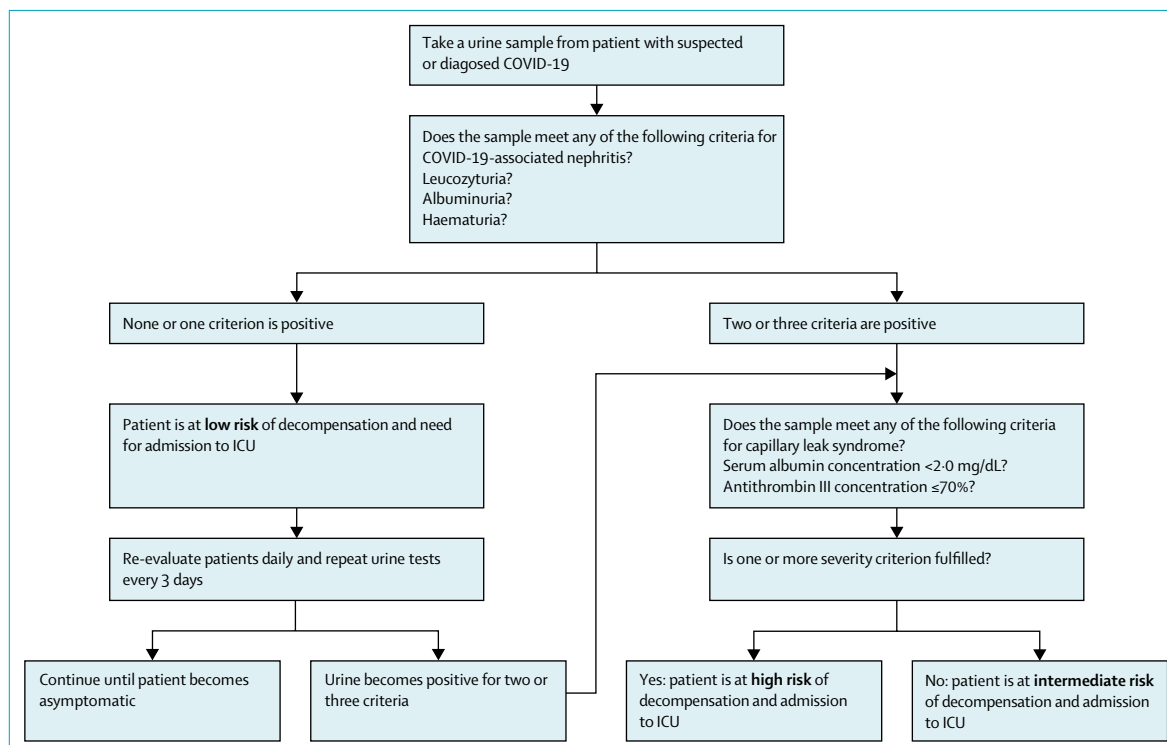 Take a urine sample from patient with suspected
or diagosed COVID-19
Does the sample meet any of the following criteria for
COVID-19-associated nephritis?
Leucozyturia?
Albuminuria?
Haematuria?
None or one criterion is positive
Two or three criteria are positive
Patient is at low risk of decompensation and need
for admission to ICU
Does the sample meet any of the following criteria
for capillary leak syndrome?
Serum albumin concentration <2·0 mg/dL?
Antithrombin III concentration ≤70%?
Re-evaluate patients daily and repeat urine tests
every 3 days
Is one or more severity criterion fulfilled?
Continue until patient becomes
asymptomatic
Urine becomes positive for two or
three criteria
Yes: patient is at high risk of
decompensation and admission
to ICU
No: patient is at intermediate risk
of decompensation and admission
to ICU